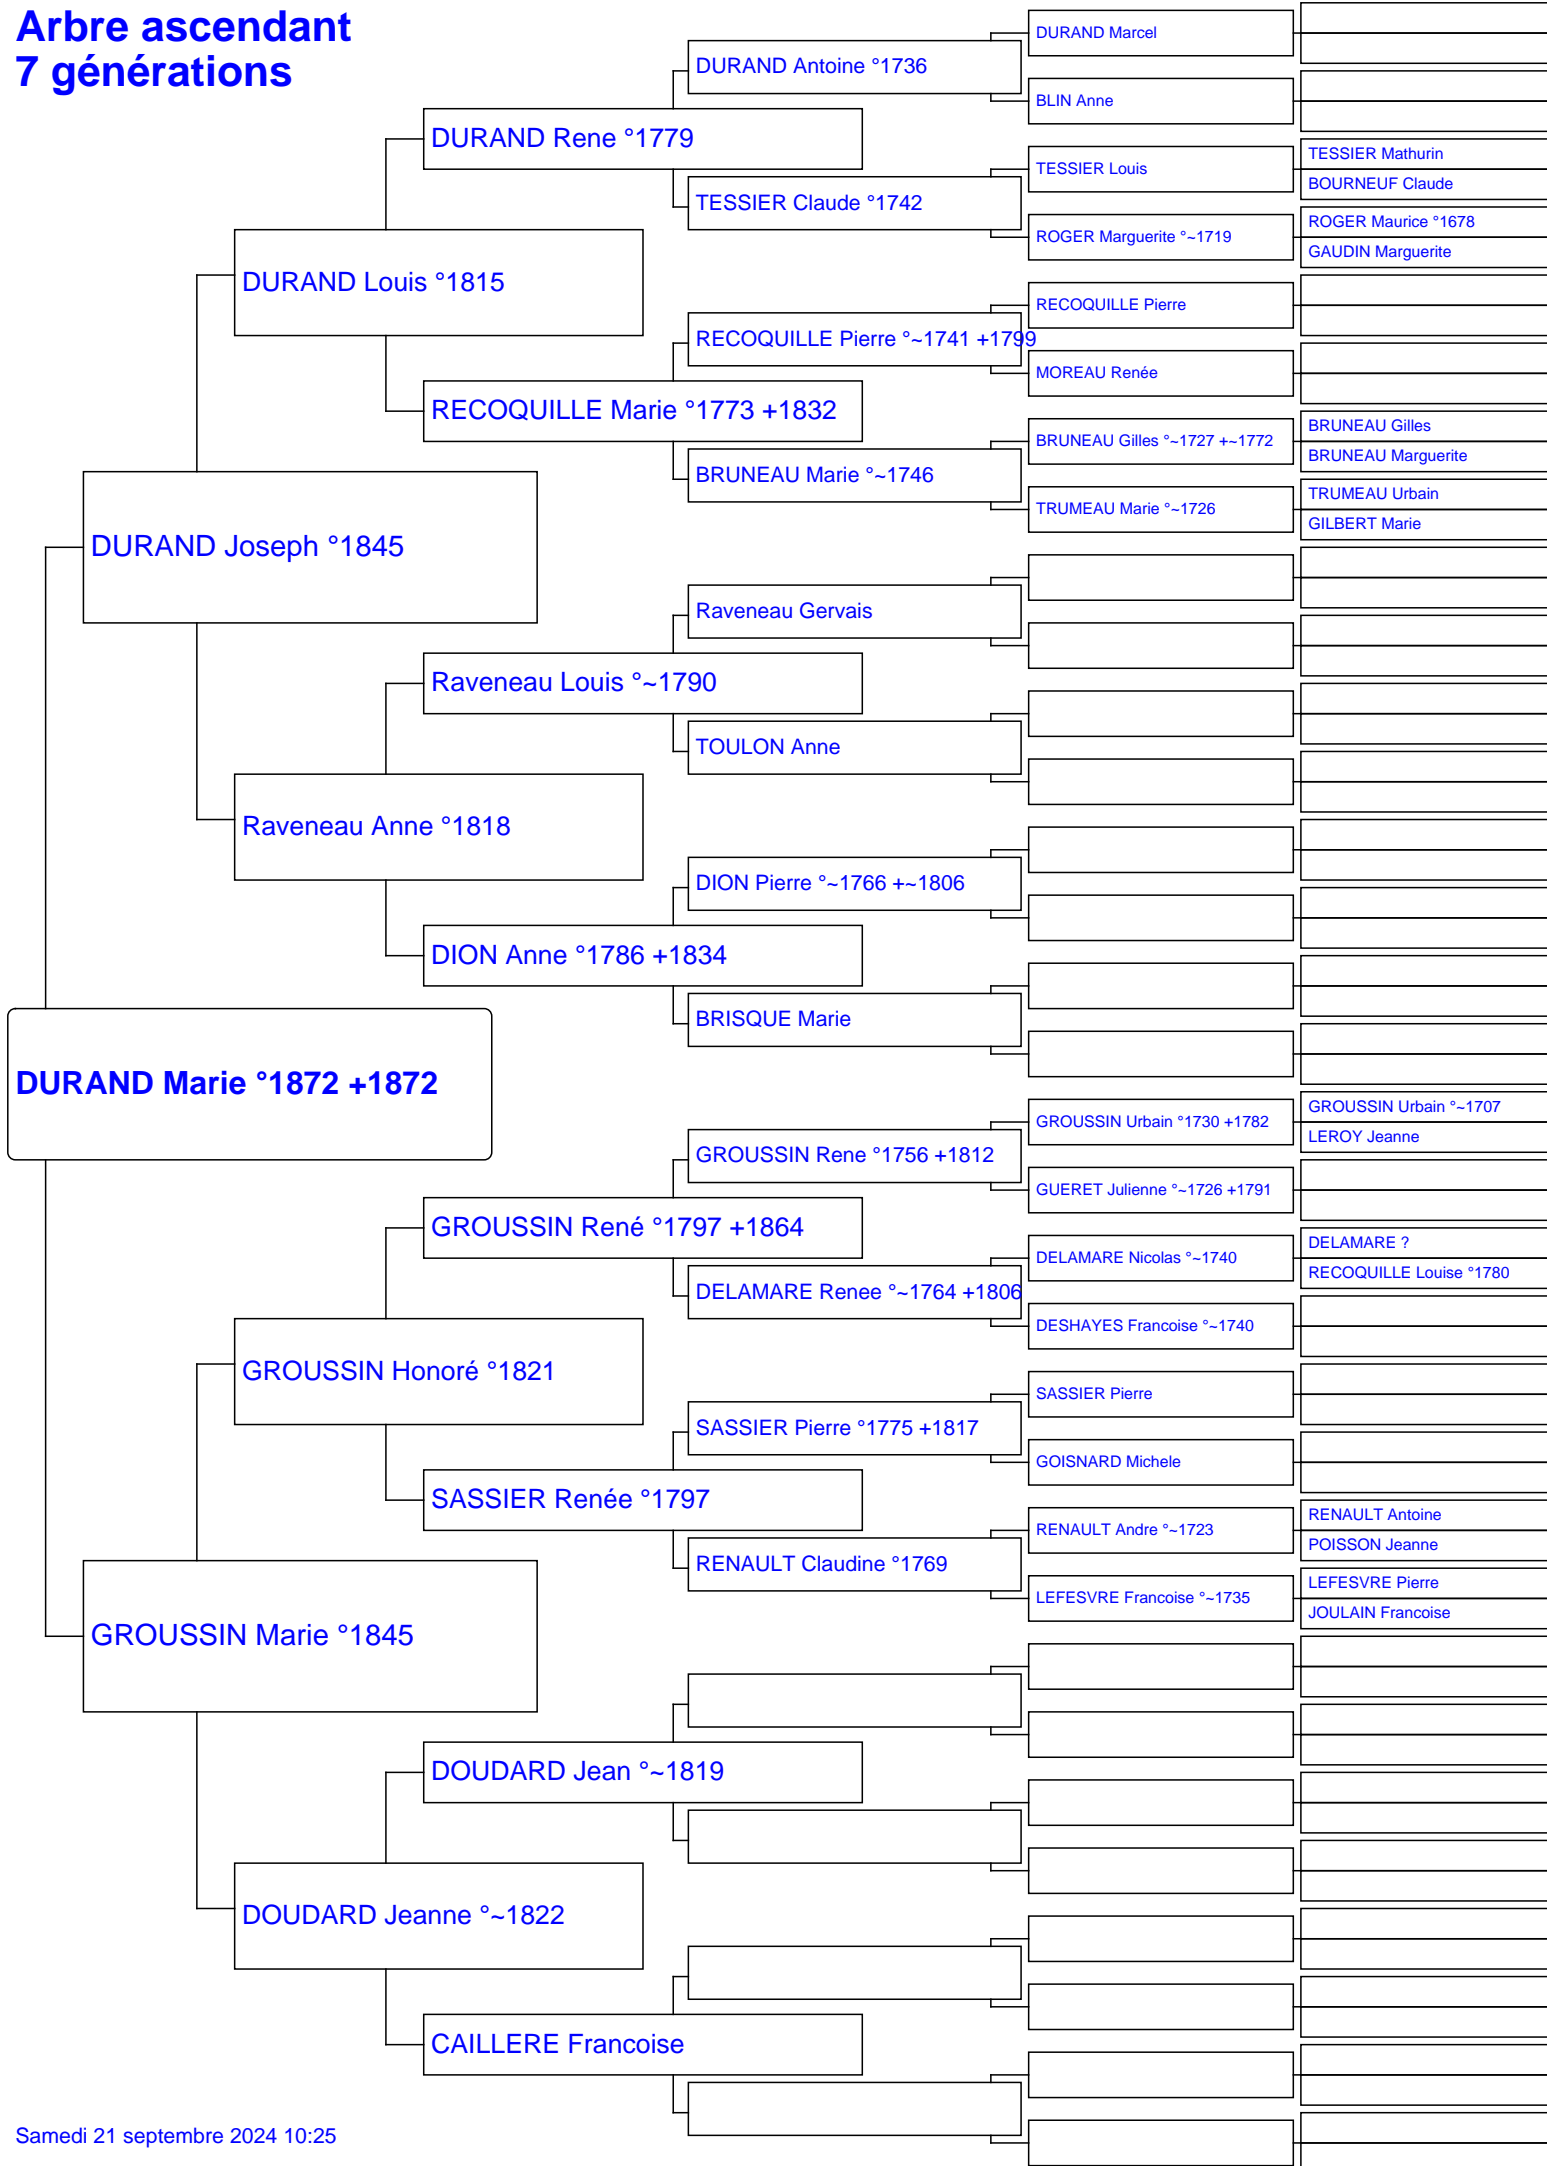 Arbre ascendant
7 générations
DURAND Marcel
DURAND Antoine °1736
BLIN Anne
DURAND Rene °1779
TESSIER Mathurin
TESSIER Louis
BOURNEUF Claude
TESSIER Claude °1742
ROGER Maurice °1678
ROGER Marguerite °~1719
GAUDIN Marguerite
DURAND Louis °1815
RECOQUILLE Pierre
RECOQUILLE Pierre °~1741 +1799
MOREAU Renée
RECOQUILLE Marie °1773 +1832
BRUNEAU Gilles
BRUNEAU Gilles °~1727 +~1772
BRUNEAU Marguerite
BRUNEAU Marie °~1746
TRUMEAU Urbain
TRUMEAU Marie °~1726
GILBERT Marie
DURAND Joseph °1845
Raveneau Gervais
Raveneau Louis °~1790
TOULON Anne
Raveneau Anne °1818
DION Pierre °~1766 +~1806
DION Anne °1786 +1834
BRISQUE Marie
DURAND Marie °1872 +1872
GROUSSIN Urbain °~1707
GROUSSIN Urbain °1730 +1782
LEROY Jeanne
GROUSSIN Rene °1756 +1812
GUERET Julienne °~1726 +1791
GROUSSIN René °1797 +1864
DELAMARE ?
DELAMARE Nicolas °~1740
RECOQUILLE Louise °1780
DELAMARE Renee °~1764 +1806
DESHAYES Francoise °~1740
GROUSSIN Honoré °1821
SASSIER Pierre
SASSIER Pierre °1775 +1817
GOISNARD Michele
SASSIER Renée °1797
RENAULT Antoine
RENAULT Andre °~1723
POISSON Jeanne
RENAULT Claudine °1769
LEFESVRE Pierre
LEFESVRE Francoise °~1735
JOULAIN Francoise
GROUSSIN Marie °1845
DOUDARD Jean °~1819
DOUDARD Jeanne °~1822
CAILLERE Francoise
Samedi 21 septembre 2024 10:25